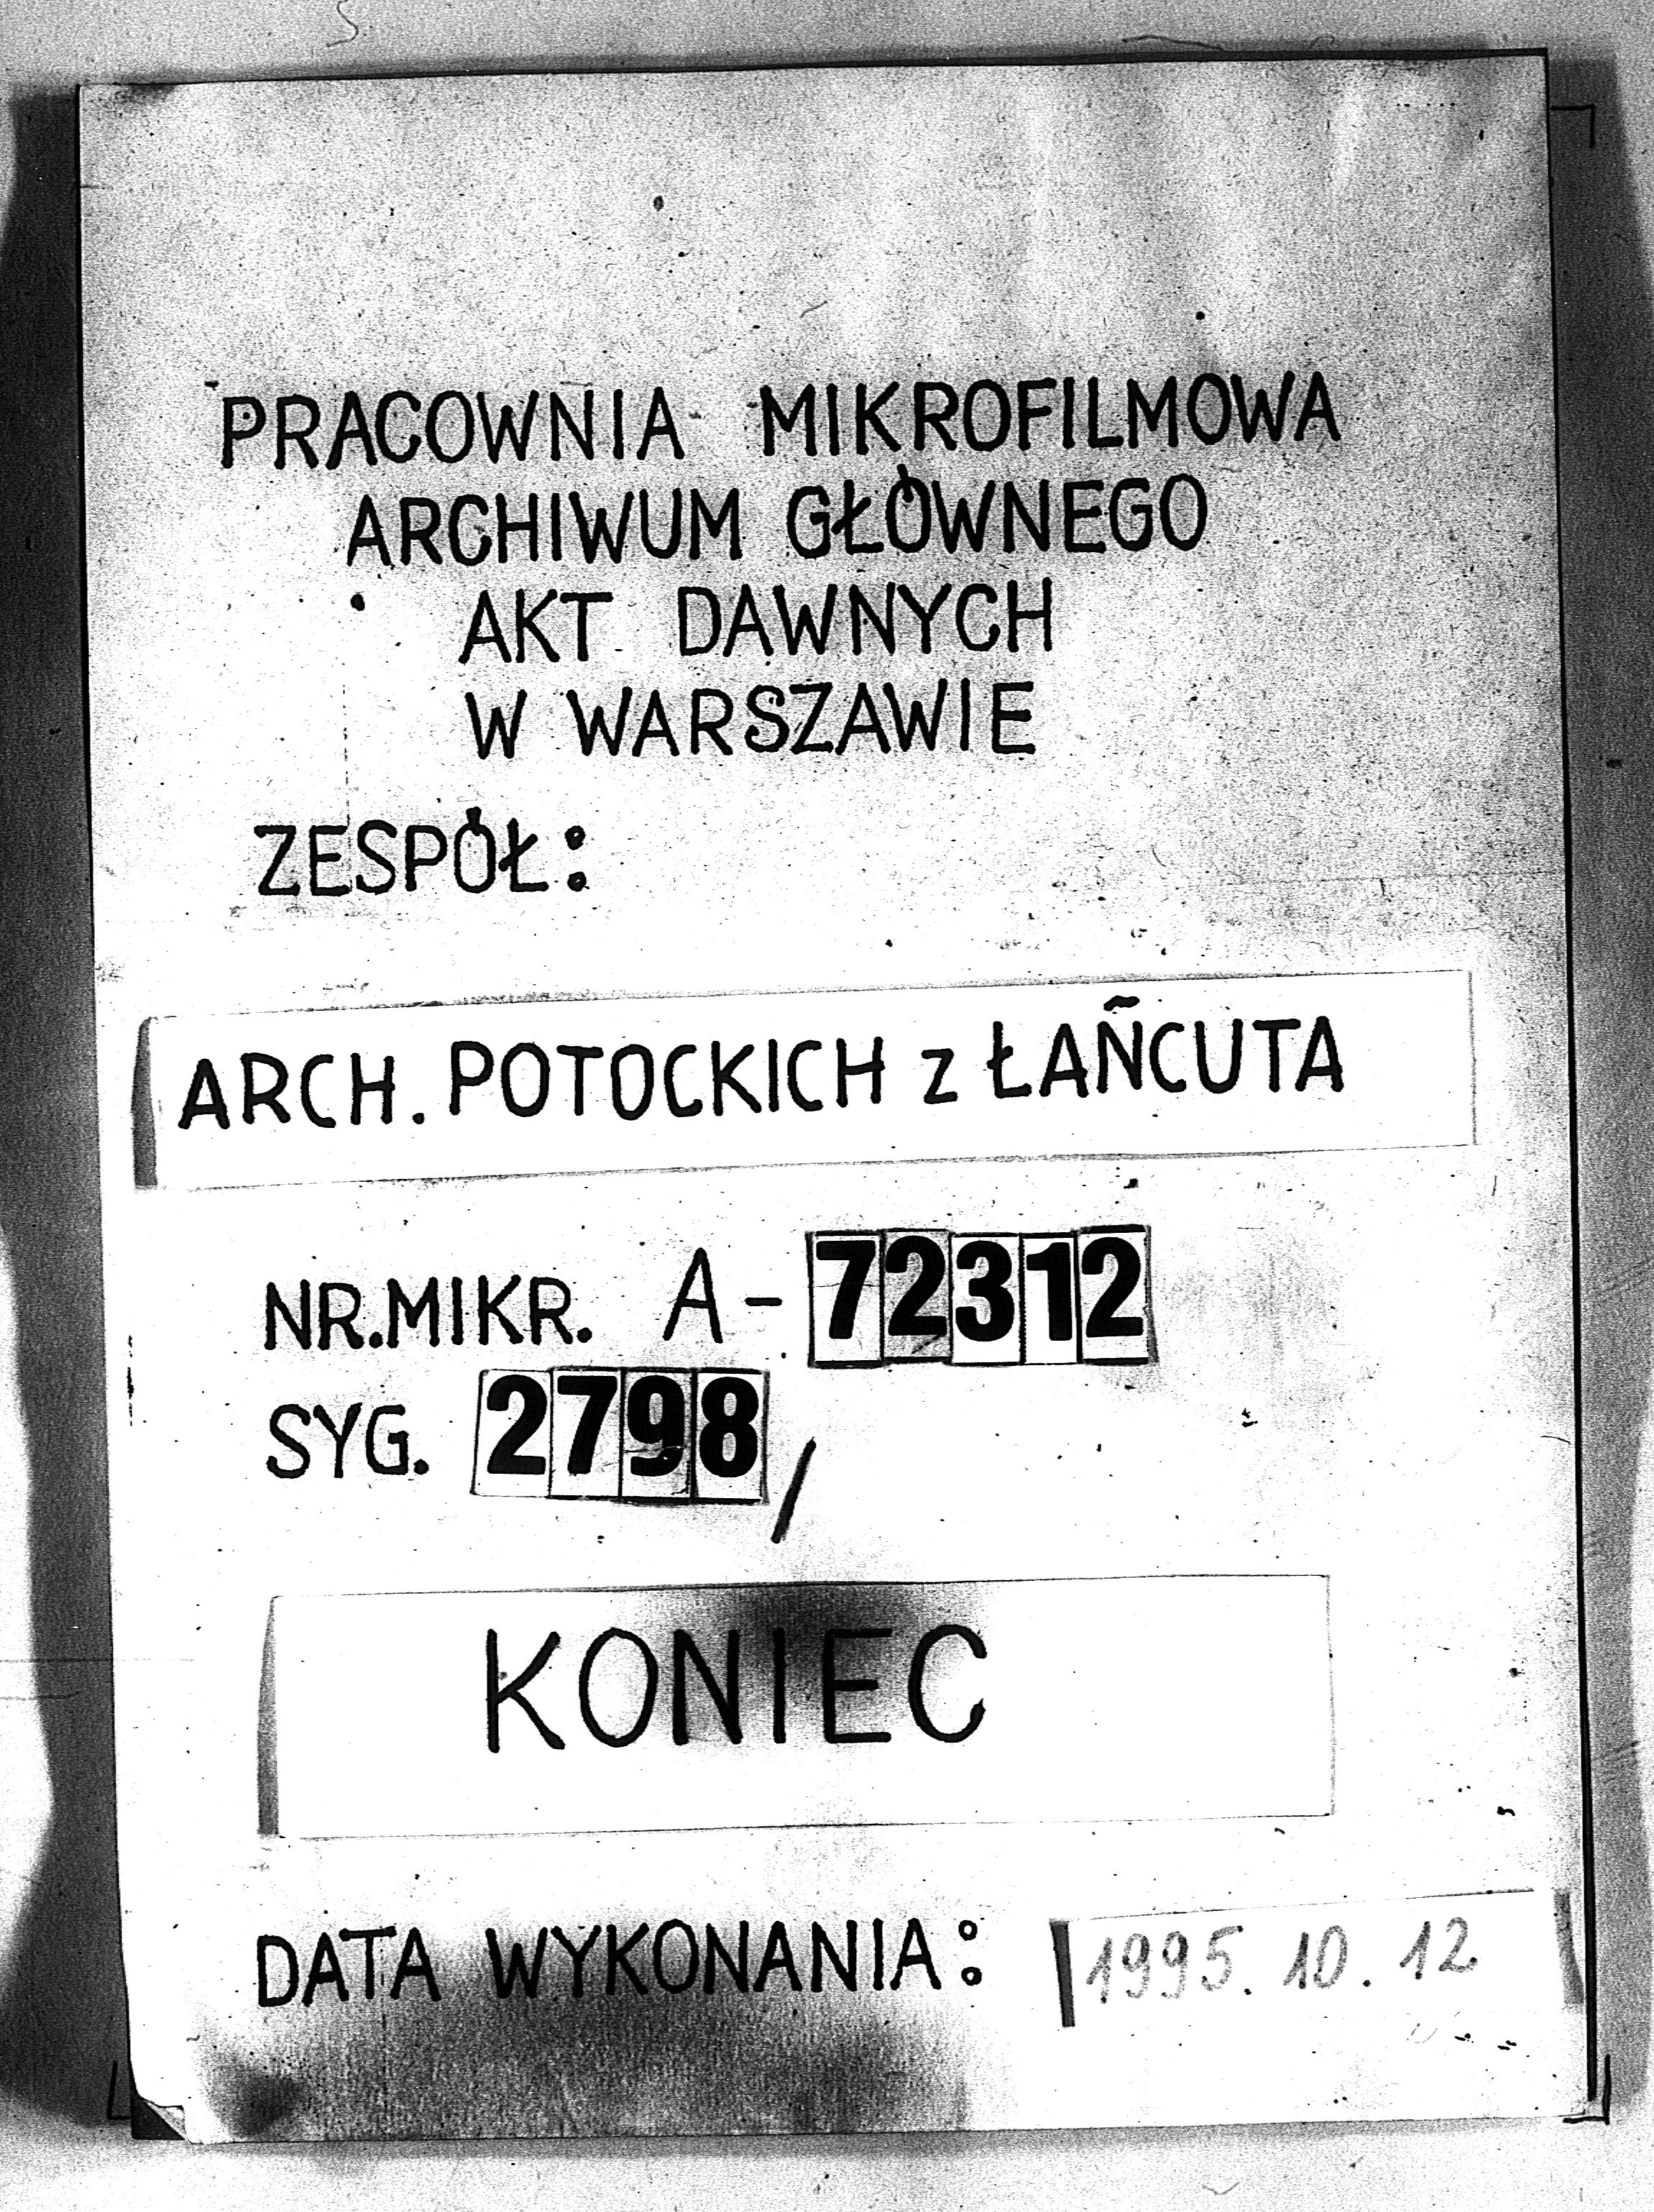 PRACOWNIA MIKROFILMOWA
ARCHIWUM GŁÓWNEGO
AKT DAWNYCH
W WARSZAWIE
ZESPÓŁ:
ARCH. POTOCKICH z ŁAŃCUTA
NR.MIKR. A-72312
SYG. 2798/
KONIEC
DATA WYKONANIA: 1995.10.12